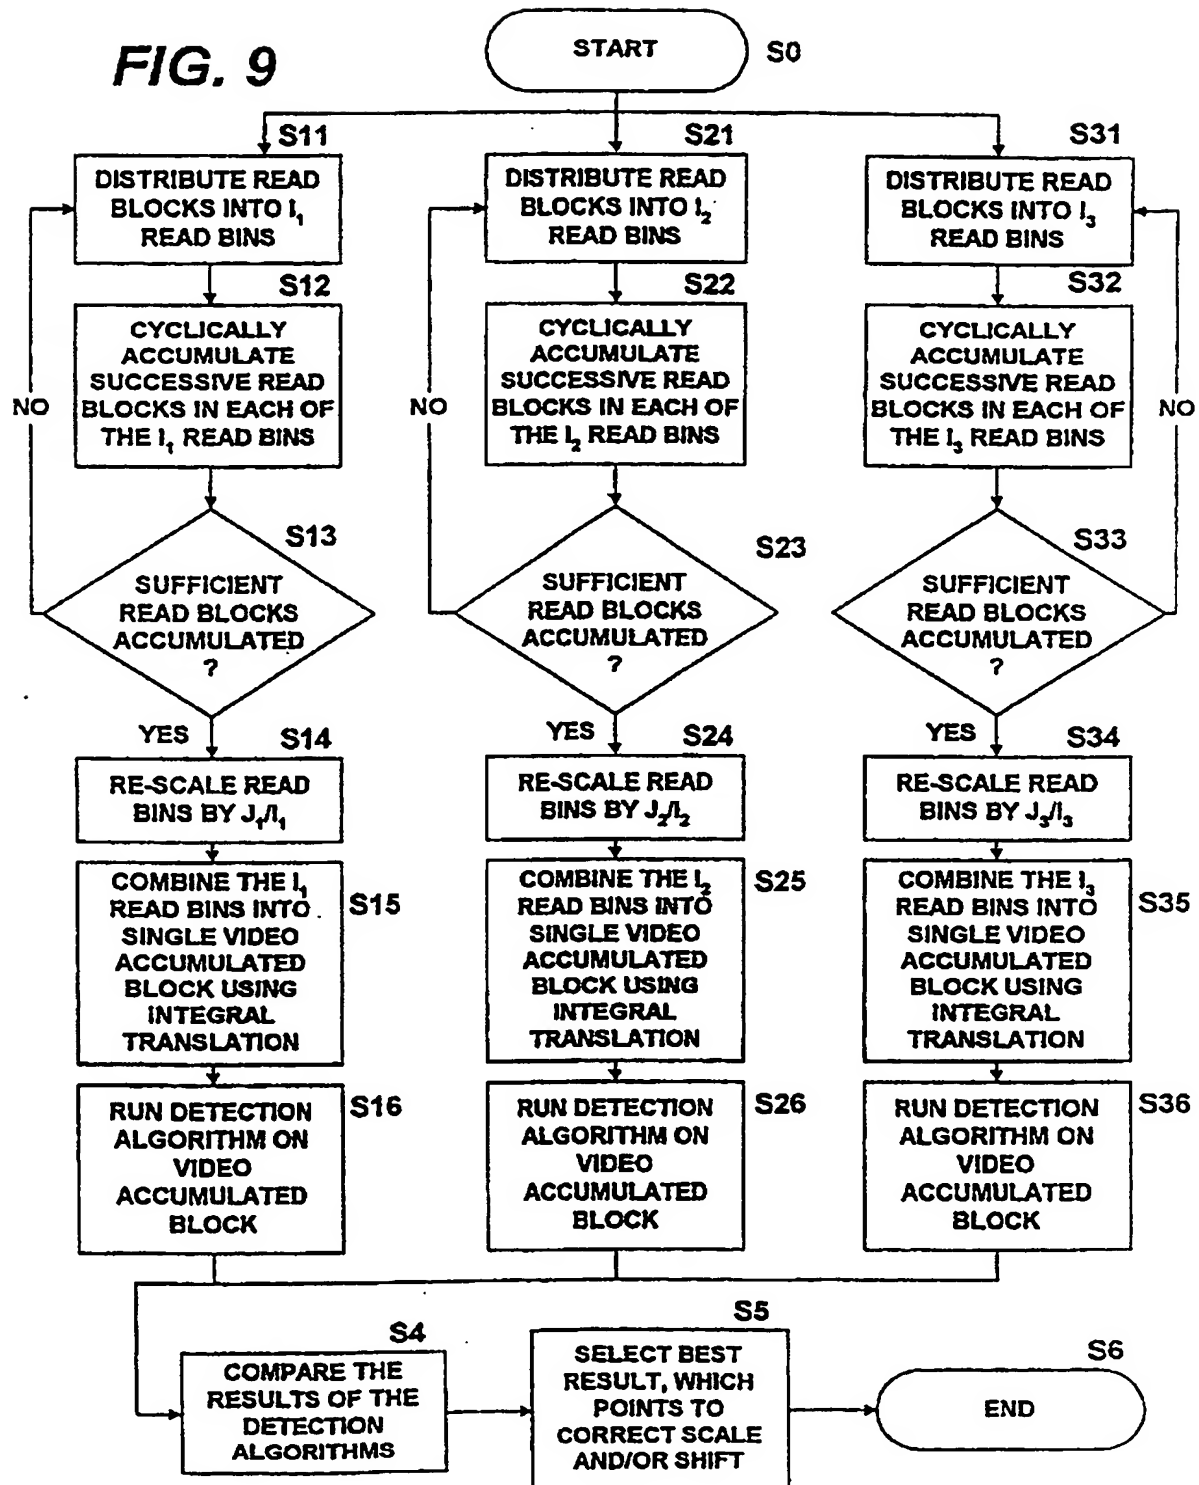 FIG. 9
START
S0
S11
DISTRIBUTE READ
BLOCKS INTO I₁
READ BINS
S12
CYCLICALLY
ACCUMULATE
SUCCESSIVE READ
BLOCKS IN EACH OF
THE I₁ READ BINS
NO
S13
SUFFICIENT
READ BLOCKS
ACCUMULATED
?
YES
S14
RE-SCALE READ
BINS BY J₁/I₁
COMBINE THE I₁
READ BINS INTO
SINGLE VIDEO
ACCUMULATED
BLOCK USING
INTEGRAL
TRANSLATION
S15
RUN DETECTION
ALGORITHM ON
VIDEO
ACCUMULATED
BLOCK
S16
S21
DISTRIBUTE READ
BLOCKS INTO I₂
READ BINS
S22
CYCLICALLY
ACCUMULATE
SUCCESSIVE READ
BLOCKS IN EACH OF
THE I₂ READ BINS
NO
S23
SUFFICIENT
READ BLOCKS
ACCUMULATED
?
YES
S24
RE-SCALE READ
BINS BY J₂/I₂
COMBINE THE I₂
READ BINS INTO
SINGLE VIDEO
ACCUMULATED
BLOCK USING
INTEGRAL
TRANSLATION
S25
RUN DETECTION
ALGORITHM ON
VIDEO
ACCUMULATED
BLOCK
S26
S31
DISTRIBUTE READ
BLOCKS INTO I₃
READ BINS
S32
CYCLICALLY
ACCUMULATE
SUCCESSIVE READ
BLOCKS IN EACH OF
THE I₃ READ BINS
NO
S33
SUFFICIENT
READ BLOCKS
ACCUMULATED
?
YES
S34
RE-SCALE READ
BINS BY J₃/I₃
COMBINE THE I₃
READ BINS INTO
SINGLE VIDEO
ACCUMULATED
BLOCK USING
INTEGRAL
TRANSLATION
S35
RUN DETECTION
ALGORITHM ON
VIDEO
ACCUMULATED
BLOCK
S36
S4
COMPARE THE
RESULTS OF THE
DETECTION
ALGORITHMS
S5
SELECT BEST
RESULT, WHICH
POINTS TO
CORRECT SCALE
AND/OR SHIFT
S6
END